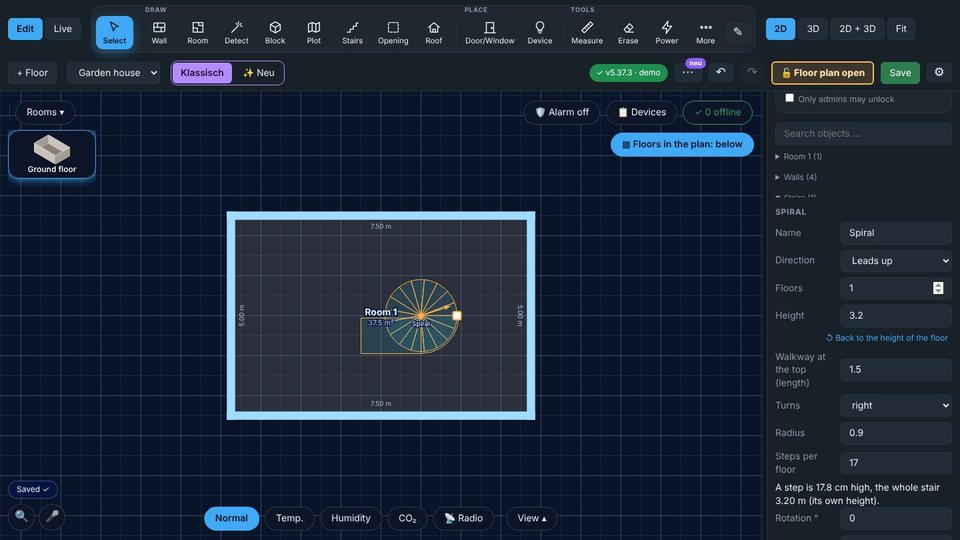 DRAW
PLACE
TOOLS
Edit
Live
Select
Wall
Room
Detect
Block
Plot
Stairs
Opening
Roof
Door/Window
Device
Measure
Erase
Power
More
2D
3D
2D + 3D
Fit
+ Floor
Garden house
Klassisch
✨ Neu
✓ v5.37.3 · demo
neu
🔓 Floor plan open
Save
Rooms ▾
🛡️ Alarm off
📋 Devices
✓ 0 offline
Ground floor
▦ Floors in the plan: below
7.50 m
5.00 m
Room 1
37.5 m²
Spiral
5.00 m
7.50 m
Saved ✓
Normal
Temp.
Humidity
CO₂
📡 Radio
View ▴
Only admins may unlock
Search objects ...
▸ Room 1 (1)
▸ Walls (4)
SPIRAL
Name
Spiral
Direction
Leads up
Floors
1
Height
3.2
↺ Back to the height of the floor
Walkway at
the top
(length)
1.5
Turns
right
Radius
0.9
Steps per
floor
17
A step is 17.8 cm high, the whole stair
3.20 m (its own height).
Rotation °
0